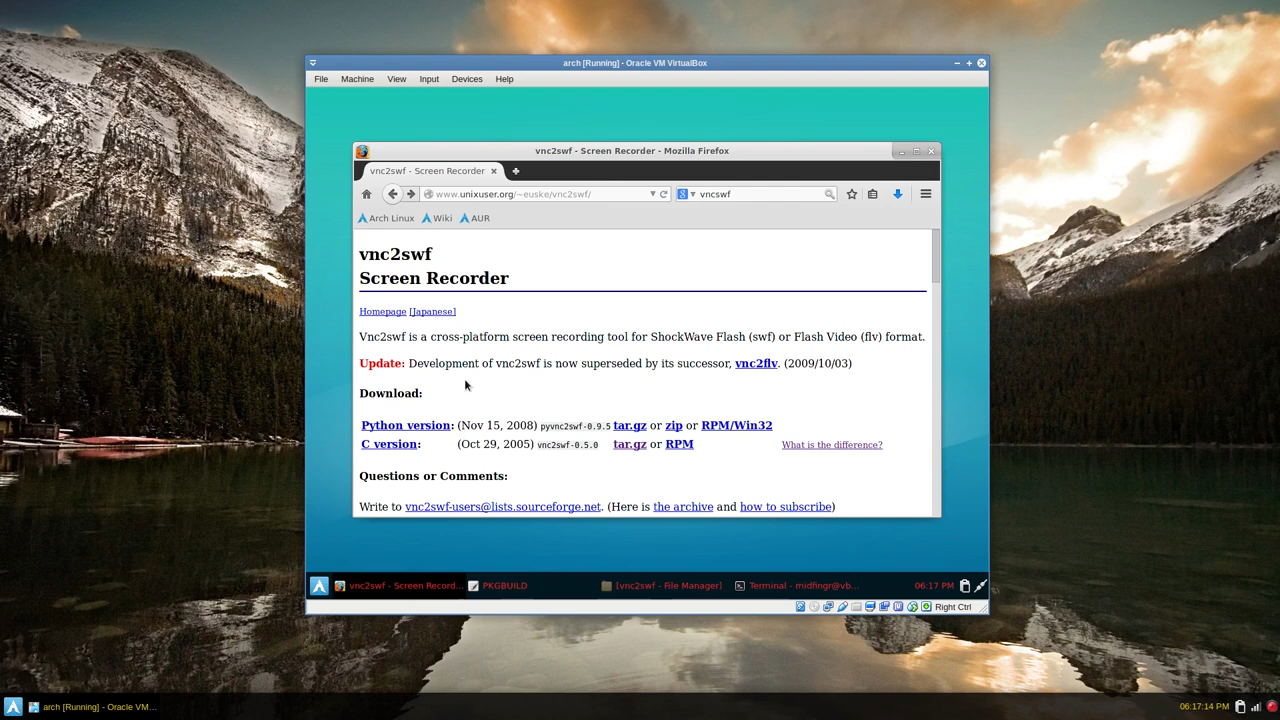 arch [Running] - Oracle VM VirtualBox
File Machine View Input Devices Help
vnc2swf - Screen Recorder - Mozilla Firefox
vnc2swf - Screen Recorder
www.unixuser.org/~euske/vnc2swf/ vncswf
Arch Linux Wiki AUR
vnc2swf
Screen Recorder
Homepage [Japanese]
Vnc2swf is a cross-platform screen recording tool for ShockWave Flash (swf) or Flash Video (flv) format.
Update: Development of vnc2swf is now superseded by its successor, vnc2flv. (2009/10/03)
Download:
Python version: (Nov 15, 2008) pyvnc2swf-0.9.5 tar.gz or zip or RPM/Win32
C version: (Oct 29, 2005) vnc2swf-0.5.0 tar.gz or RPM What is the difference?
Questions or Comments:
Write to vnc2swf-users@lists.sourceforge.net. (Here is the archive and how to subscribe)
vnc2swf - Screen Record... PKGBUILD [vnc2swf - File Manager] Terminal - midfingr@vb... 06:17 PM
Right Ctrl
arch [Running] - Oracle VM... 06:17:14 PM